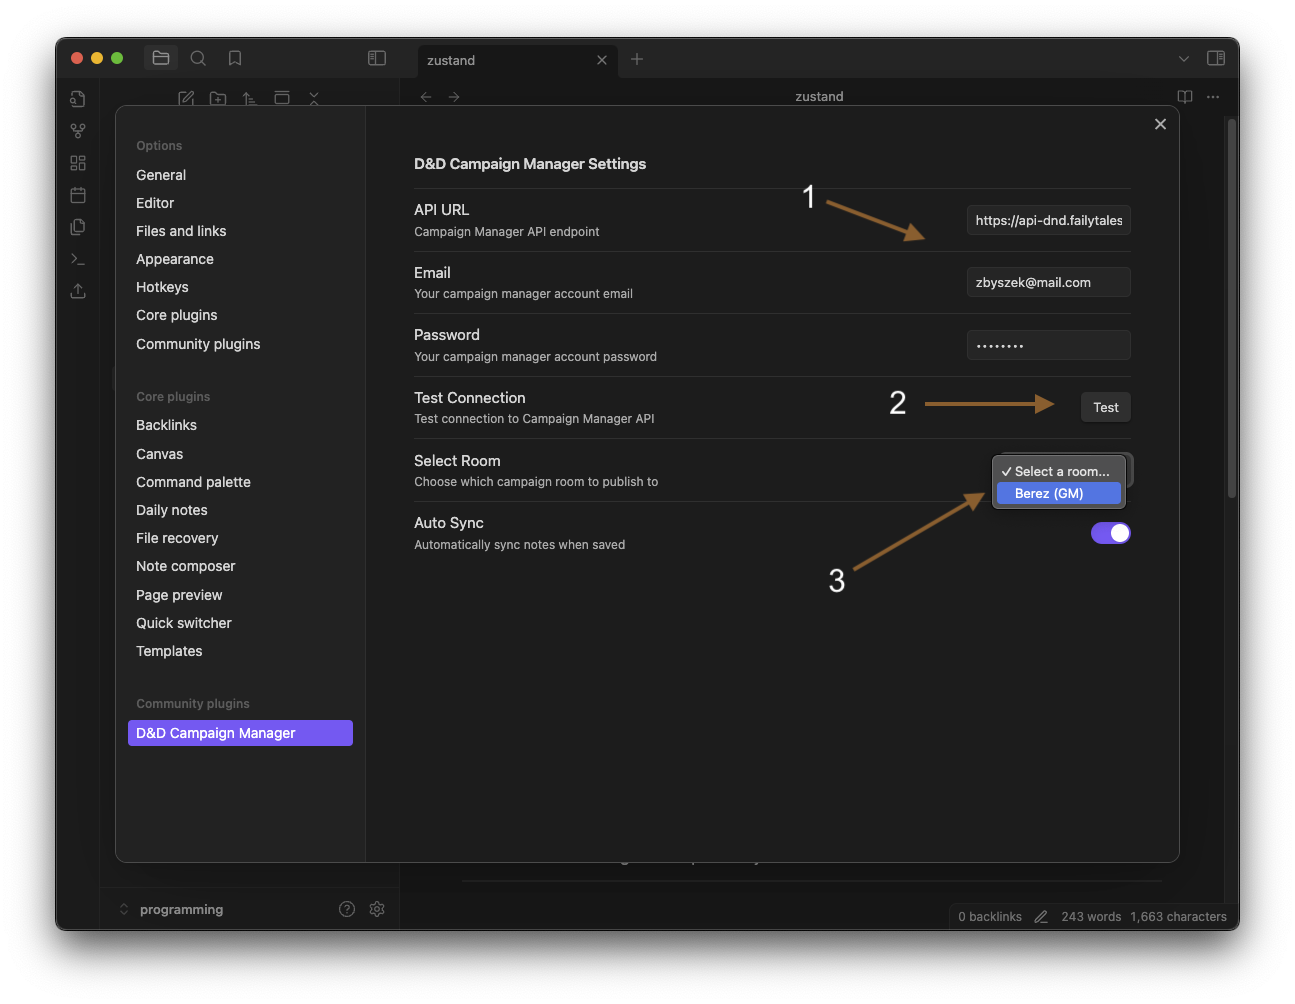 zustand
zustand
Options
General
Editor
Files and links
Appearance
Hotkeys
Core plugins
Community plugins
Core plugins
Backlinks
Canvas
Command palette
Daily notes
File recovery
Note composer
Page preview
Quick switcher
Templates
Community plugins
D&D Campaign Manager
D&D Campaign Manager Settings
1
API URL
Campaign Manager API endpoint
https://api-dnd.failytales
Email
Your campaign manager account email
zbyszek@mail.com
Password
Your campaign manager account password
••••••••
Test Connection
Test connection to Campaign Manager API
2
Test
Select Room
Choose which campaign room to publish to
✓ Select a room...
Berez (GM)
Auto Sync
Automatically sync notes when saved
3
programming
0 backlinks
243 words
1,663 characters